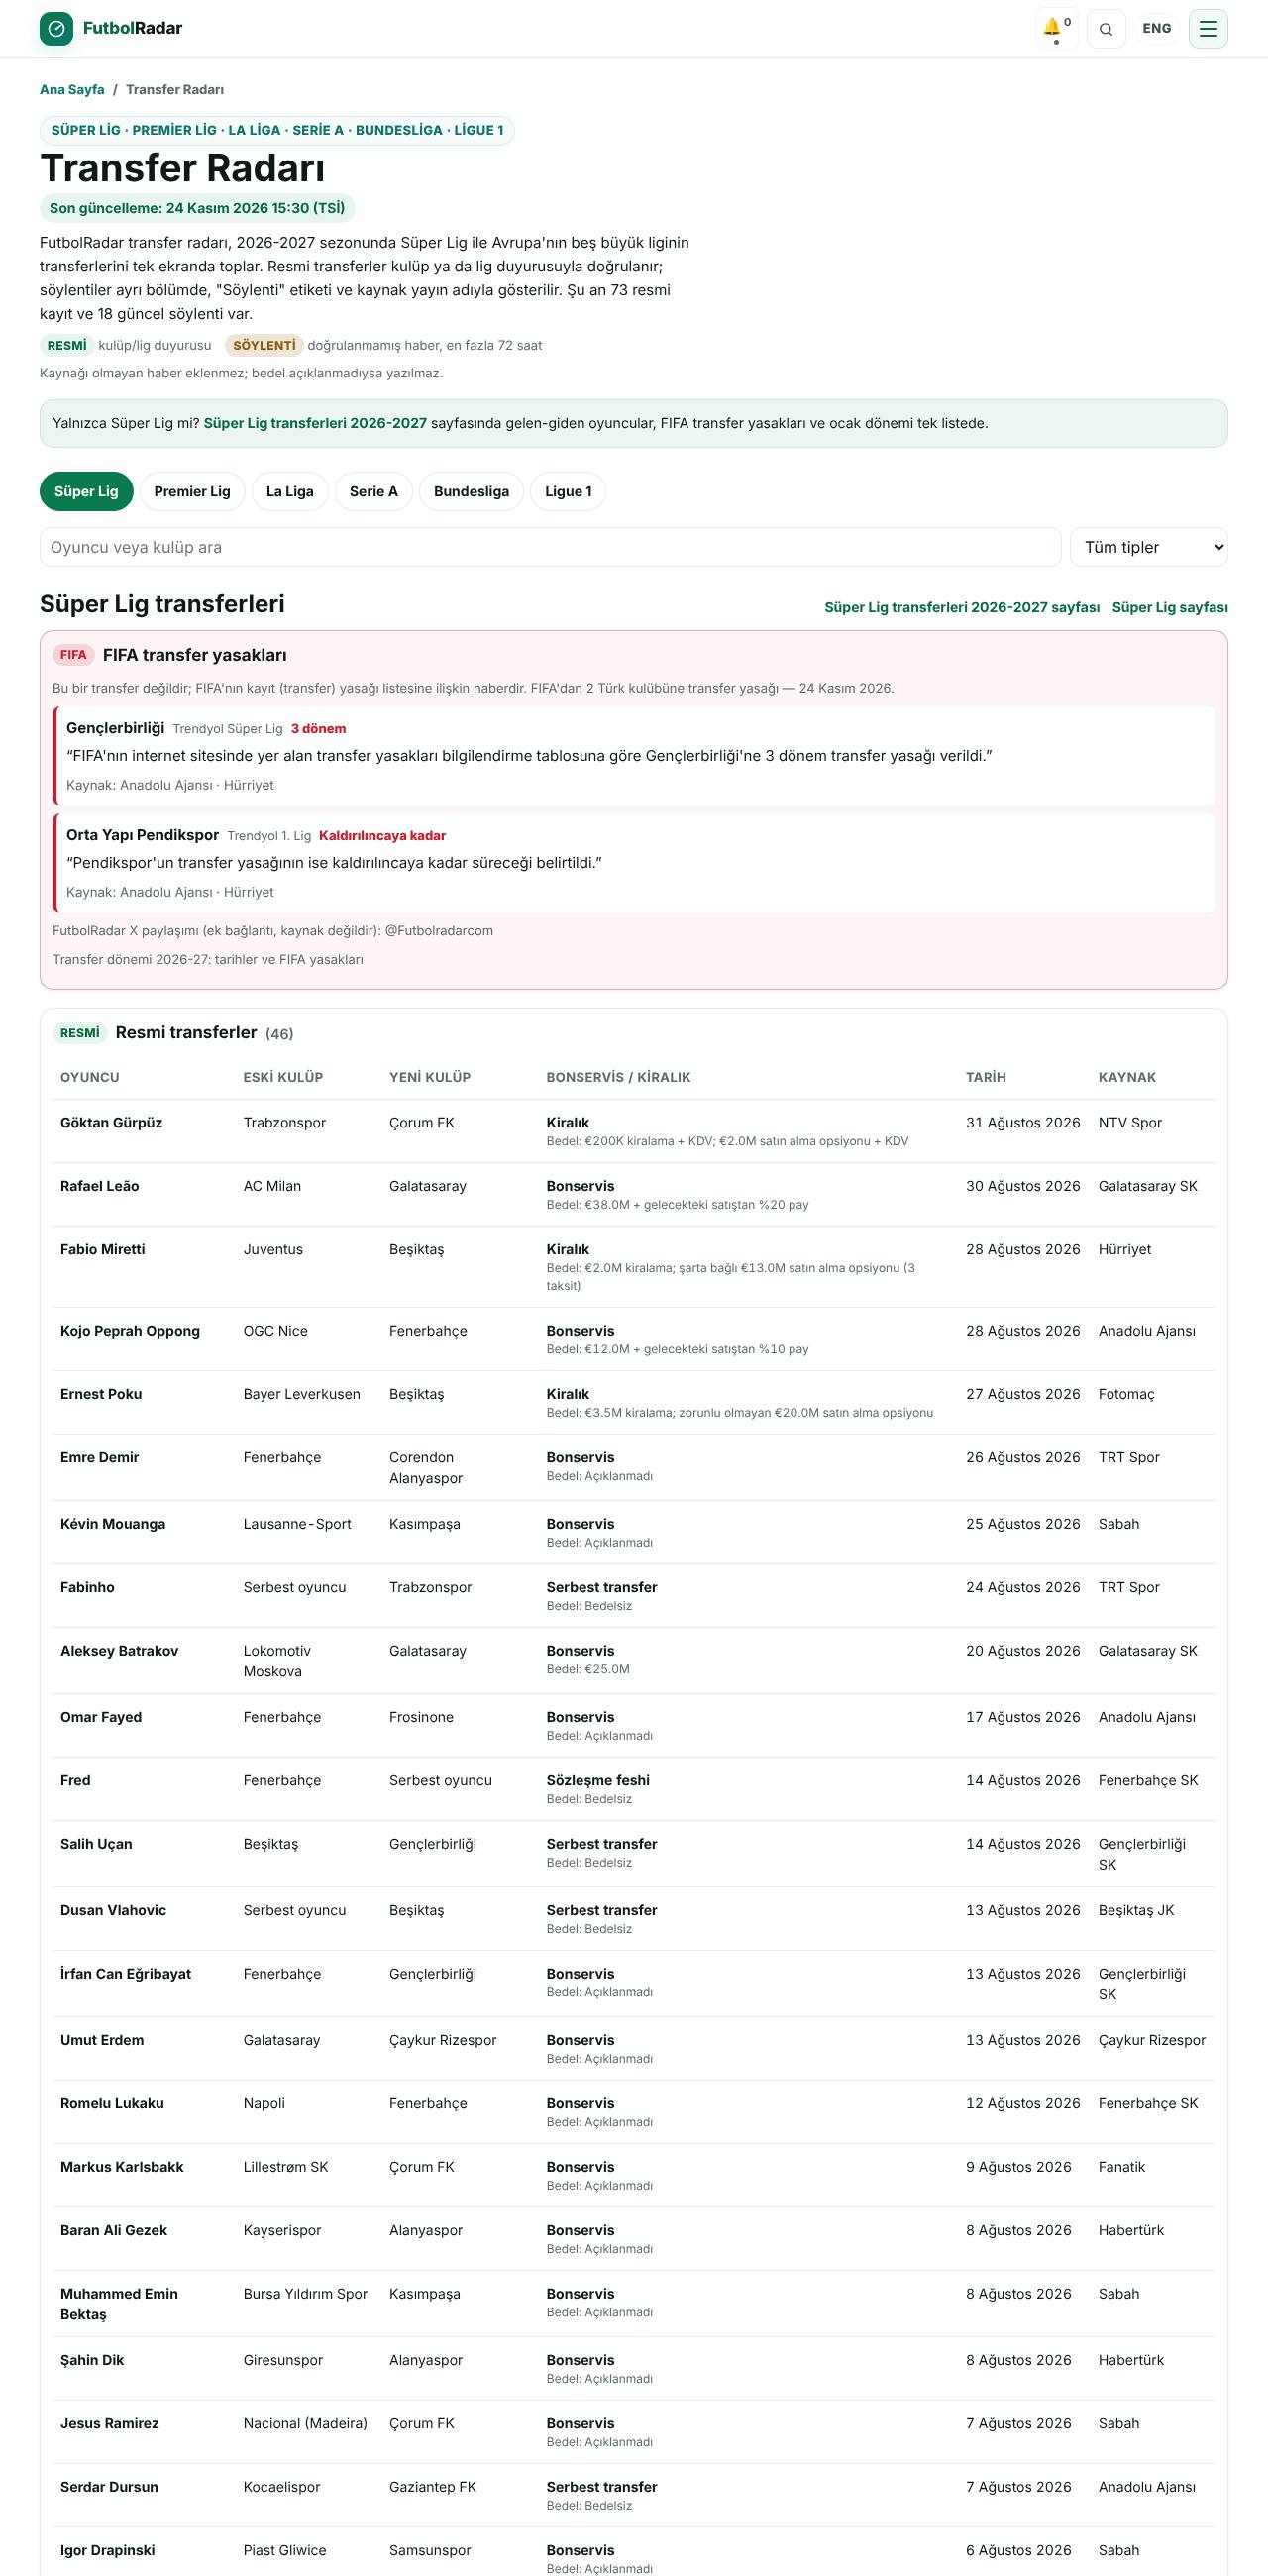 FutbolRadar
🔔 0
ENG
Ana Sayfa / Transfer Radarı
SÜPER LİG · PREMİER LİG · LA LİGA · SERİE A · BUNDESLİGA · LİGUE 1
Transfer Radarı
Son güncelleme: 24 Kasım 2026 15:30 (TSİ)
FutbolRadar transfer radarı, 2026-2027 sezonunda Süper Lig ile Avrupa'nın beş büyük liginin
transferlerini tek ekranda toplar. Resmi transferler kulüp ya da lig duyurusuyla doğrulanır;
söylentiler ayrı bölümde, "Söylenti" etiketi ve kaynak yayın adıyla gösterilir. Şu an 73 resmi
kayıt ve 18 güncel söylenti var.
RESMİ kulüp/lig duyurusu SÖYLENTİ doğrulanmamış haber, en fazla 72 saat
Kaynağı olmayan haber eklenmez; bedel açıklanmadıysa yazılmaz.
Yalnızca Süper Lig mi? Süper Lig transferleri 2026-2027 sayfasında gelen-giden oyuncular, FIFA transfer yasakları ve ocak dönemi tek listede.
Süper Lig Premier Lig La Liga Serie A Bundesliga Ligue 1
Oyuncu veya kulüp ara Tüm tipler
Süper Lig transferleri Süper Lig transferleri 2026-2027 sayfası Süper Lig sayfası
FIFA FIFA transfer yasakları
Bu bir transfer değildir; FIFA'nın kayıt (transfer) yasağı listesine ilişkin haberdir. FIFA'dan 2 Türk kulübüne transfer yasağı — 24 Kasım 2026.
Gençlerbirliği Trendyol Süper Lig 3 dönem
“FIFA'nın internet sitesinde yer alan transfer yasakları bilgilendirme tablosuna göre Gençlerbirliği'ne 3 dönem transfer yasağı verildi.”
Kaynak: Anadolu Ajansı · Hürriyet
Orta Yapı Pendikspor Trendyol 1. Lig Kaldırılıncaya kadar
“Pendikspor'un transfer yasağının ise kaldırılıncaya kadar süreceği belirtildi.”
Kaynak: Anadolu Ajansı · Hürriyet
FutbolRadar X paylaşımı (ek bağlantı, kaynak değildir): @Futbolradarcom
Transfer dönemi 2026-27: tarihler ve FIFA yasakları
RESMİ Resmi transferler (46)
OYUNCU ESKİ KULÜP YENİ KULÜP BONSERVİS / KİRALIK TARİH KAYNAK
Göktan Gürpüz Trabzonspor Çorum FK Kiralık 31 Ağustos 2026 NTV Spor
Bedel: €200K kiralama + KDV; €2.0M satın alma opsiyonu + KDV
Rafael Leão AC Milan Galatasaray Bonservis 30 Ağustos 2026 Galatasaray SK
Bedel: €38.0M + gelecekteki satıştan %20 pay
Fabio Miretti Juventus Beşiktaş Kiralık 28 Ağustos 2026 Hürriyet
Bedel: €2.0M kiralama; şarta bağlı €13.0M satın alma opsiyonu (3
taksit)
Kojo Peprah Oppong OGC Nice Fenerbahçe Bonservis 28 Ağustos 2026 Anadolu Ajansı
Bedel: €12.0M + gelecekteki satıştan %10 pay
Ernest Poku Bayer Leverkusen Beşiktaş Kiralık 27 Ağustos 2026 Fotomaç
Bedel: €3.5M kiralama; zorunlu olmayan €20.0M satın alma opsiyonu
Emre Demir Fenerbahçe Corendon Bonservis 26 Ağustos 2026 TRT Spor
Alanyaspor Bedel: Açıklanmadı
Kévin Mouanga Lausanne-Sport Kasımpaşa Bonservis 25 Ağustos 2026 Sabah
Bedel: Açıklanmadı
Fabinho Serbest oyuncu Trabzonspor Serbest transfer 24 Ağustos 2026 TRT Spor
Bedel: Bedelsiz
Aleksey Batrakov Lokomotiv Galatasaray Bonservis 20 Ağustos 2026 Galatasaray SK
Moskova Bedel: €25.0M
Omar Fayed Fenerbahçe Frosinone Bonservis 17 Ağustos 2026 Anadolu Ajansı
Bedel: Açıklanmadı
Fred Fenerbahçe Serbest oyuncu Sözleşme feshi 14 Ağustos 2026 Fenerbahçe SK
Bedel: Bedelsiz
Salih Uçan Beşiktaş Gençlerbirliği Serbest transfer 14 Ağustos 2026 Gençlerbirliği
Bedel: Bedelsiz SK
Dusan Vlahovic Serbest oyuncu Beşiktaş Serbest transfer 13 Ağustos 2026 Beşiktaş JK
Bedel: Bedelsiz
İrfan Can Eğribayat Fenerbahçe Gençlerbirliği Bonservis 13 Ağustos 2026 Gençlerbirliği
Bedel: Açıklanmadı SK
Umut Erdem Galatasaray Çaykur Rizespor Bonservis 13 Ağustos 2026 Çaykur Rizespor
Bedel: Açıklanmadı
Romelu Lukaku Napoli Fenerbahçe Bonservis 12 Ağustos 2026 Fenerbahçe SK
Bedel: Açıklanmadı
Markus Karlsbakk Lillestrøm SK Çorum FK Bonservis 9 Ağustos 2026 Fanatik
Bedel: Açıklanmadı
Baran Ali Gezek Kayserispor Alanyaspor Bonservis 8 Ağustos 2026 Habertürk
Bedel: Açıklanmadı
Muhammed Emin Bursa Yıldırım Spor Kasımpaşa Bonservis 8 Ağustos 2026 Sabah
Bektaş Bedel: Açıklanmadı
Şahin Dik Giresunspor Alanyaspor Bonservis 8 Ağustos 2026 Habertürk
Bedel: Açıklanmadı
Jesus Ramirez Nacional (Madeira) Çorum FK Bonservis 7 Ağustos 2026 Sabah
Bedel: Açıklanmadı
Serdar Dursun Kocaelispor Gaziantep FK Serbest transfer 7 Ağustos 2026 Anadolu Ajansı
Bedel: Bedelsiz
Igor Drapinski Piast Gliwice Samsunspor Bonservis 6 Ağustos 2026 Sabah
Bedel: Açıklanmadı